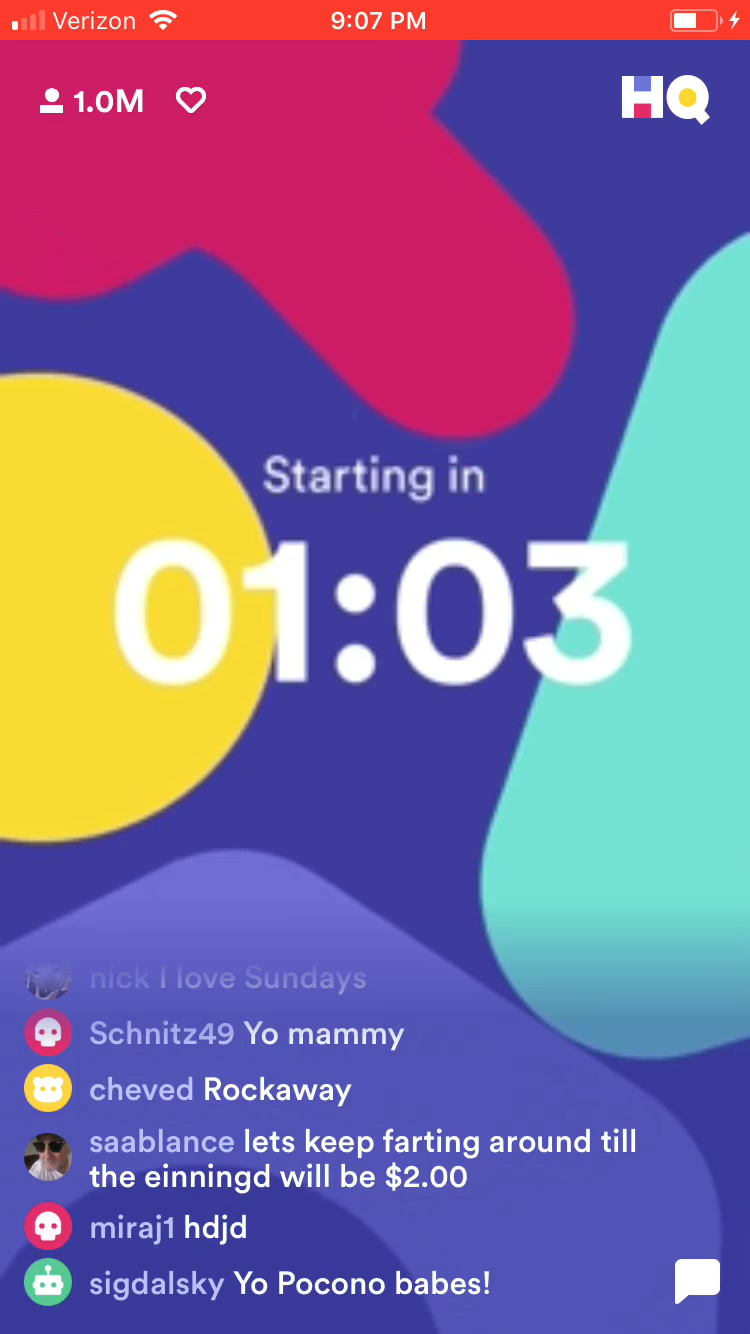 Verizon 9:07 PM
1.0M HQ
Starting in
01:03
nick I love Sundays
Schnitz49 Yo mammy
cheved Rockaway
saablance lets keep farting around till
the einningd will be $2.00
miraj1 hdjd
sigdalsky Yo Pocono babes!